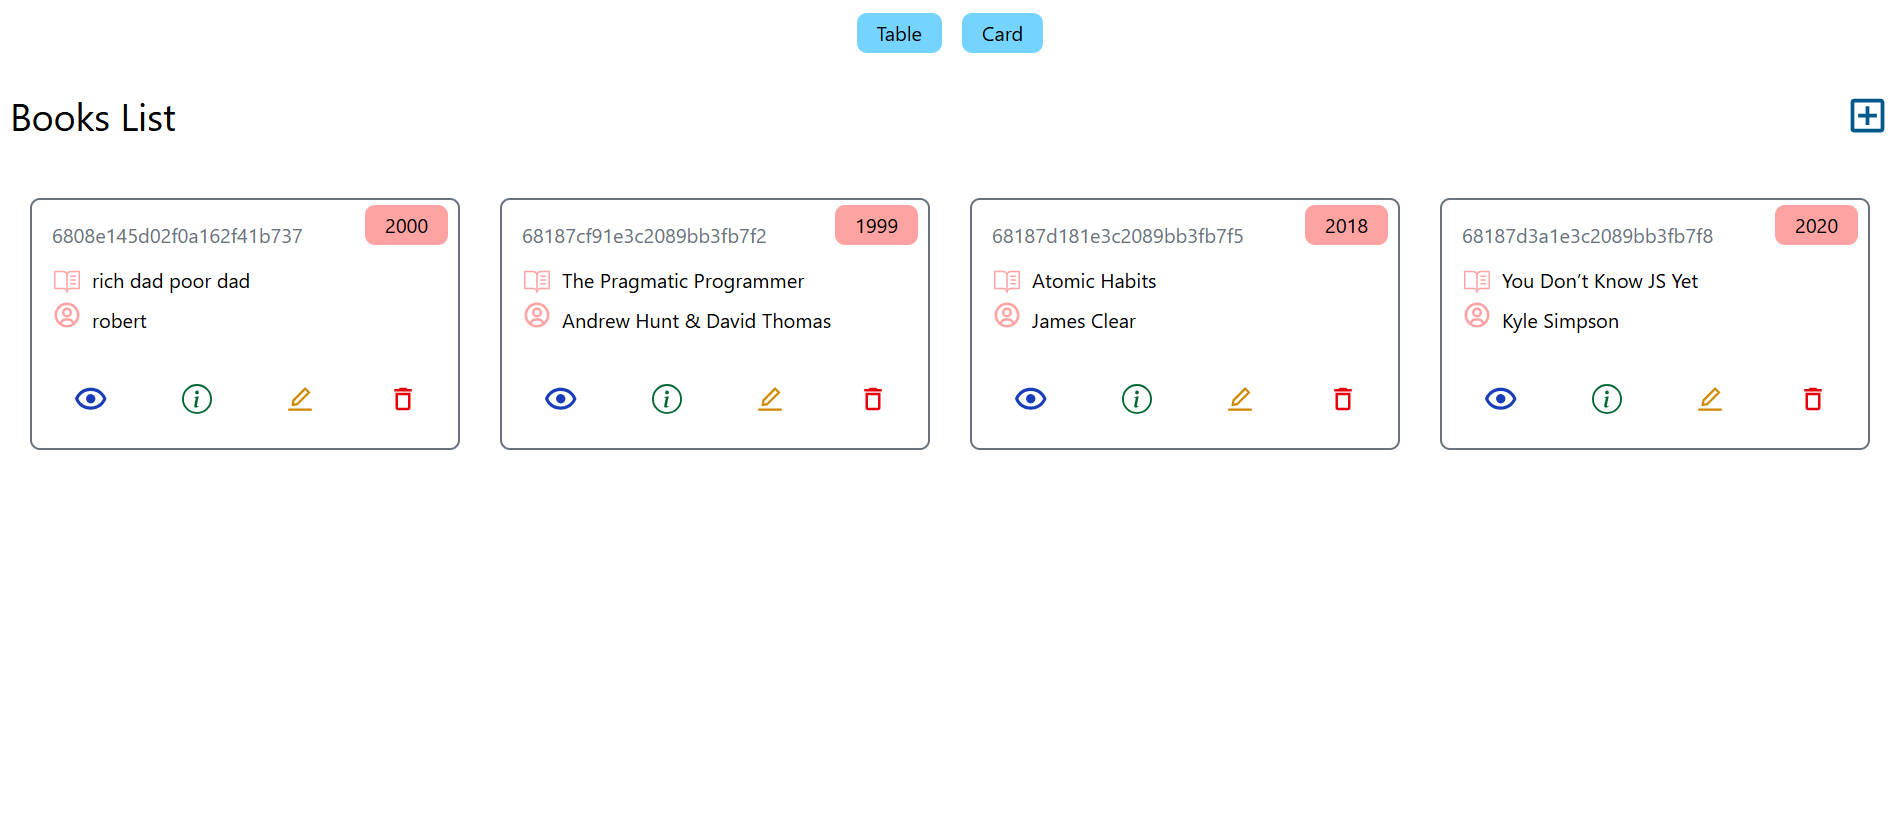 Table
Card
Books List
6808e145d02f0a162f41b737
2000
rich dad poor dad
robert
68187cf91e3c2089bb3fb7f2
1999
The Pragmatic Programmer
Andrew Hunt & David Thomas
68187d181e3c2089bb3fb7f5
2018
Atomic Habits
James Clear
68187d3a1e3c2089bb3fb7f8
2020
You Don’t Know JS Yet
Kyle Simpson